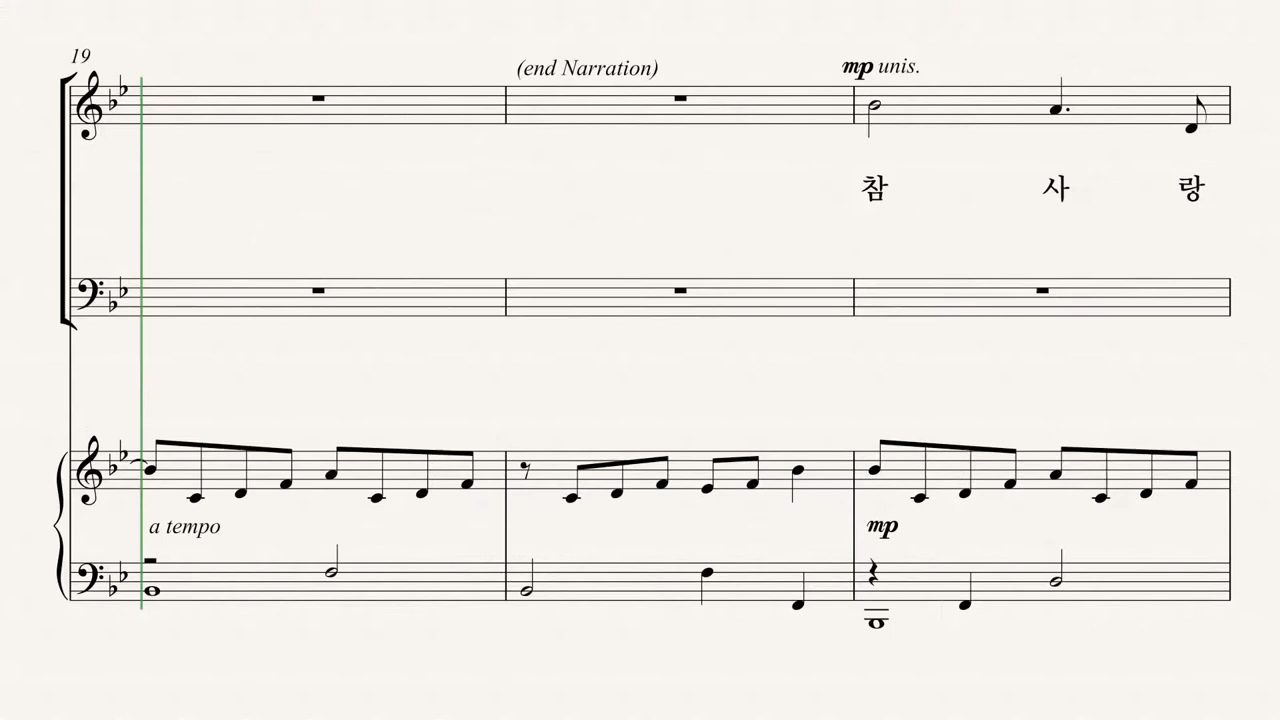 19
(end Narration)
mp unis.
참 사 랑
a tempo
mp